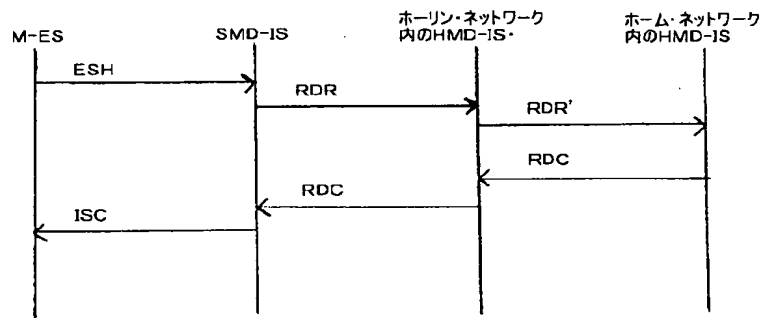 M-ES
SMD-IS
ホーリン・ネットワーク
内のHMD-IS・
ホーム・ネットワーク
内のHMD-IS
ESH
RDR
RDR'
RDC
RDC
ISC